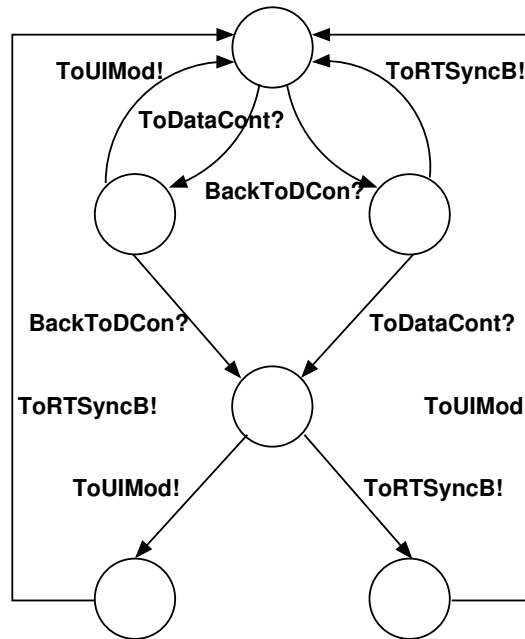 ToUIMod!
ToRTSyncB!
ToDataCont?
BackToDCon?
BackToDCon?
ToDataCont?
ToRTSyncB!
ToUIMod
ToUIMod!
ToRTSyncB!